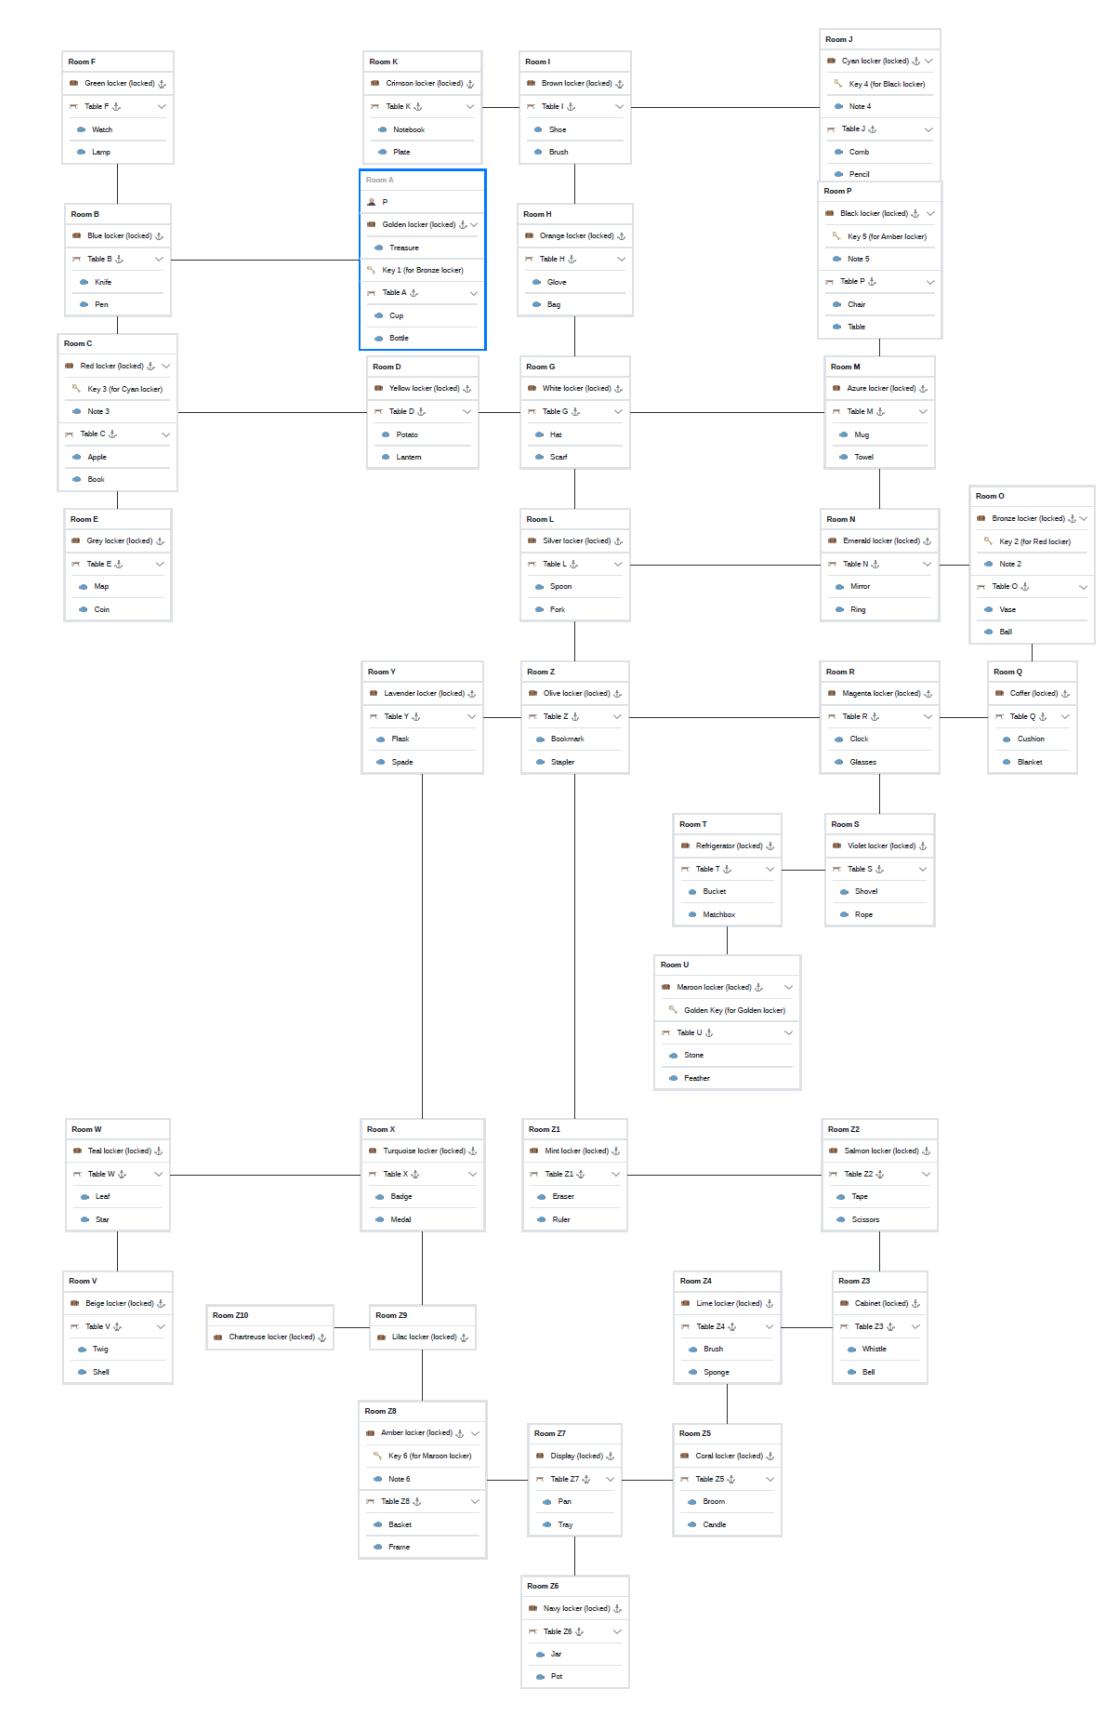 Room F
Green locker (locked)
Table F
Watch
Lamp
Room K
Crimson locker (locked)
Table K
Notebook
Plate
Room I
Brown locker (locked)
Table I
Shoe
Brush
Room J
Cyan locker (locked)
Key 4 (for Black locker)
Note 4
Table J
Comb
Pencil
Room A
P
Golden locker (locked)
Treasure
Key 1 (for Bronze locker)
Table A
Cup
Bottle
Room P
Black locker (locked)
Key 5 (for Amber locker)
Note 5
Table P
Chair
Table
Room B
Blue locker (locked)
Table B
Knife
Pen
Room H
Orange locker (locked)
Table H
Glove
Bag
Room C
Red locker (locked)
Key 3 (for Cyan locker)
Note 3
Table C
Apple
Book
Room D
Yellow locker (locked)
Table D
Potato
Lantern
Room G
White locker (locked)
Table G
Hat
Scarf
Room M
Azure locker (locked)
Table M
Mug
Towel
Room O
Bronze locker (locked)
Key 2 (for Red locker)
Note 2
Table O
Vase
Ball
Room E
Grey locker (locked)
Table E
Map
Coin
Room L
Silver locker (locked)
Table L
Spoon
Fork
Room N
Emerald locker (locked)
Table N
Mirror
Ring
Room Y
Lavender locker (locked)
Table Y
Flask
Spade
Room Z
Olive locker (locked)
Table Z
Bookmark
Stapler
Room R
Magenta locker (locked)
Table R
Clock
Glasses
Room Q
Coffer (locked)
Table Q
Cushion
Blanket
Room T
Refrigerator (locked)
Table T
Bucket
Matchbox
Room S
Violet locker (locked)
Table S
Shovel
Rope
Room U
Maroon locker (locked)
Golden Key (for Golden locker)
Table U
Stone
Feather
Room W
Teal locker (locked)
Table W
Leaf
Star
Room X
Turquoise locker (locked)
Table X
Badge
Medal
Room Z1
Mint locker (locked)
Table Z1
Eraser
Ruler
Room Z2
Salmon locker (locked)
Table Z2
Tape
Scissors
Room V
Beige locker (locked)
Table V
Twig
Shell
Room Z10
Chartreuse locker (locked)
Room Z9
Lilac locker (locked)
Room Z4
Lime locker (locked)
Table Z4
Brush
Sponge
Room Z3
Cabinet (locked)
Table Z3
Whistle
Bell
Room Z8
Amber locker (locked)
Key 6 (for Maroon locker)
Note 6
Table Z8
Basket
Frame
Room Z7
Display (locked)
Table Z7
Pan
Tray
Room Z5
Coral locker (locked)
Table Z5
Broom
Candle
Room Z6
Navy locker (locked)
Table Z6
Jar
Pot